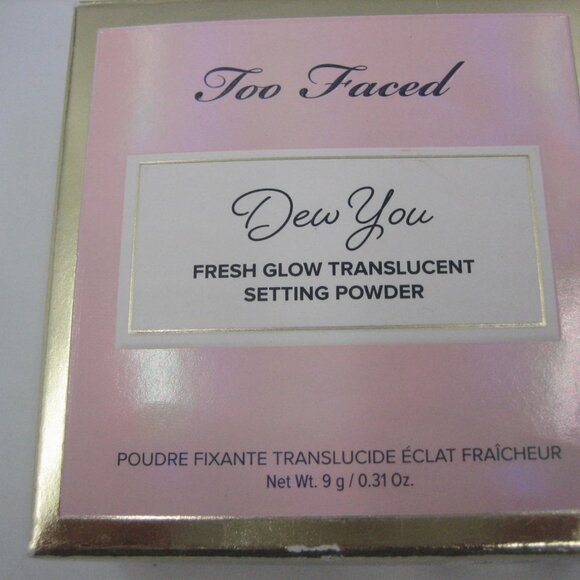 Too Faced
Dew You
FRESH GLOW TRANSLUCENT
SETTING POWDER
POUDRE FIXANTE TRANSLUCIDE ÉCLAT FRAÎCHEUR
Net Wt. 9 g / 0.31 Oz.